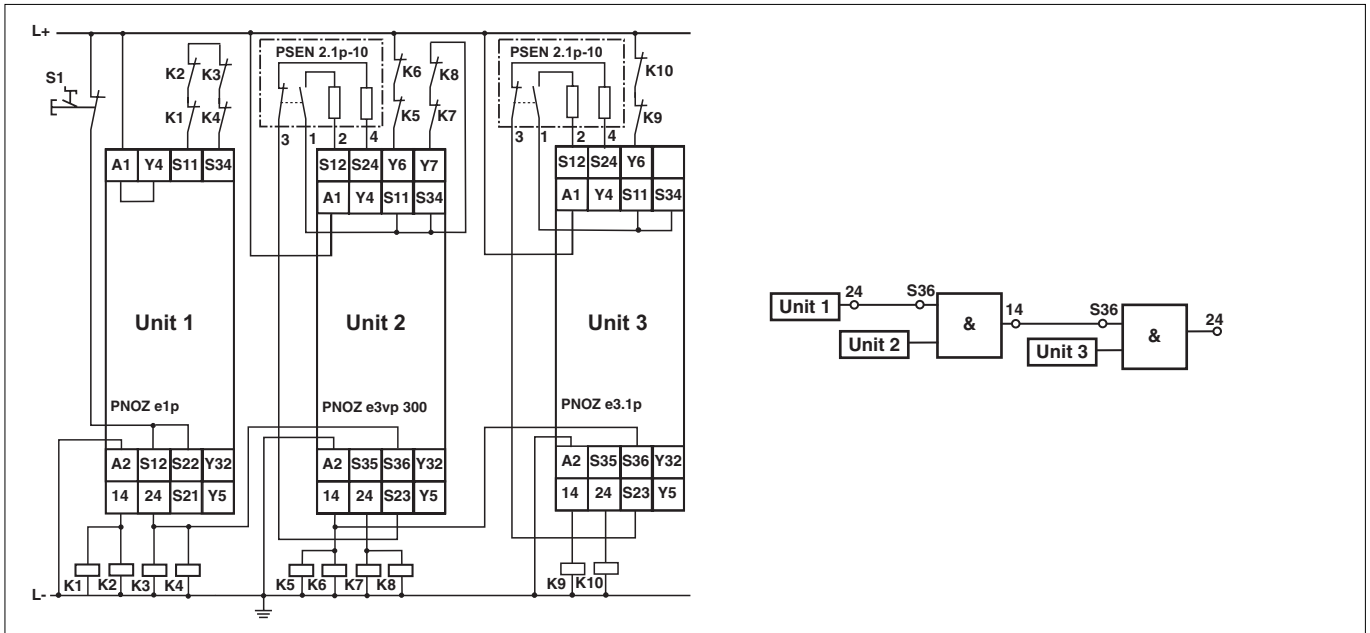 L+
PSEN 2.1p-10
PSEN 2.1p-10
S1
K2 K3
K6 K8
K10
K1 K4
K5 K7
K9
3 1 2 4
3 1 2 4
A1 Y4 S11 S34
S12 S24 Y6 Y7
A1 Y4 S11 S34
S12 S24 Y6
A1 Y4 S11 S34
Unit 1
Unit 2
Unit 3
PNOZ e1p
PNOZ e3vp 300
PNOZ e3.1p
A2 S12 S22 Y32
14 24 S21 Y5
A2 S35 S36 Y32
14 24 S23 Y5
A2 S35 S36 Y32
14 24 S23 Y5
K1 K2 K3 K4
K5 K6 K7 K8
K9 K10
L-
Unit 1 24 S36 & 14 S36 & 24
Unit 2
Unit 3